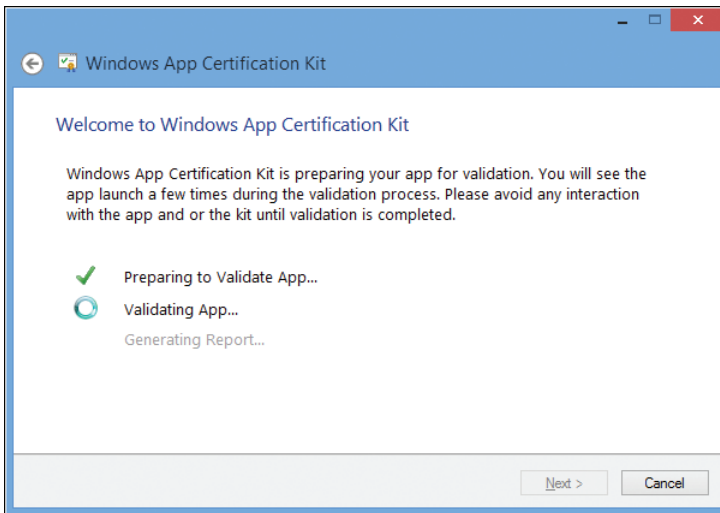 Windows App Certification Kit
Welcome to Windows App Certification Kit
Windows App Certification Kit is preparing your app for validation. You will see the
app launch a few times during the validation process. Please avoid any interaction
with the app and or the kit until validation is completed.
Preparing to Validate App...
Validating App...
Generating Report...
Next >
Cancel